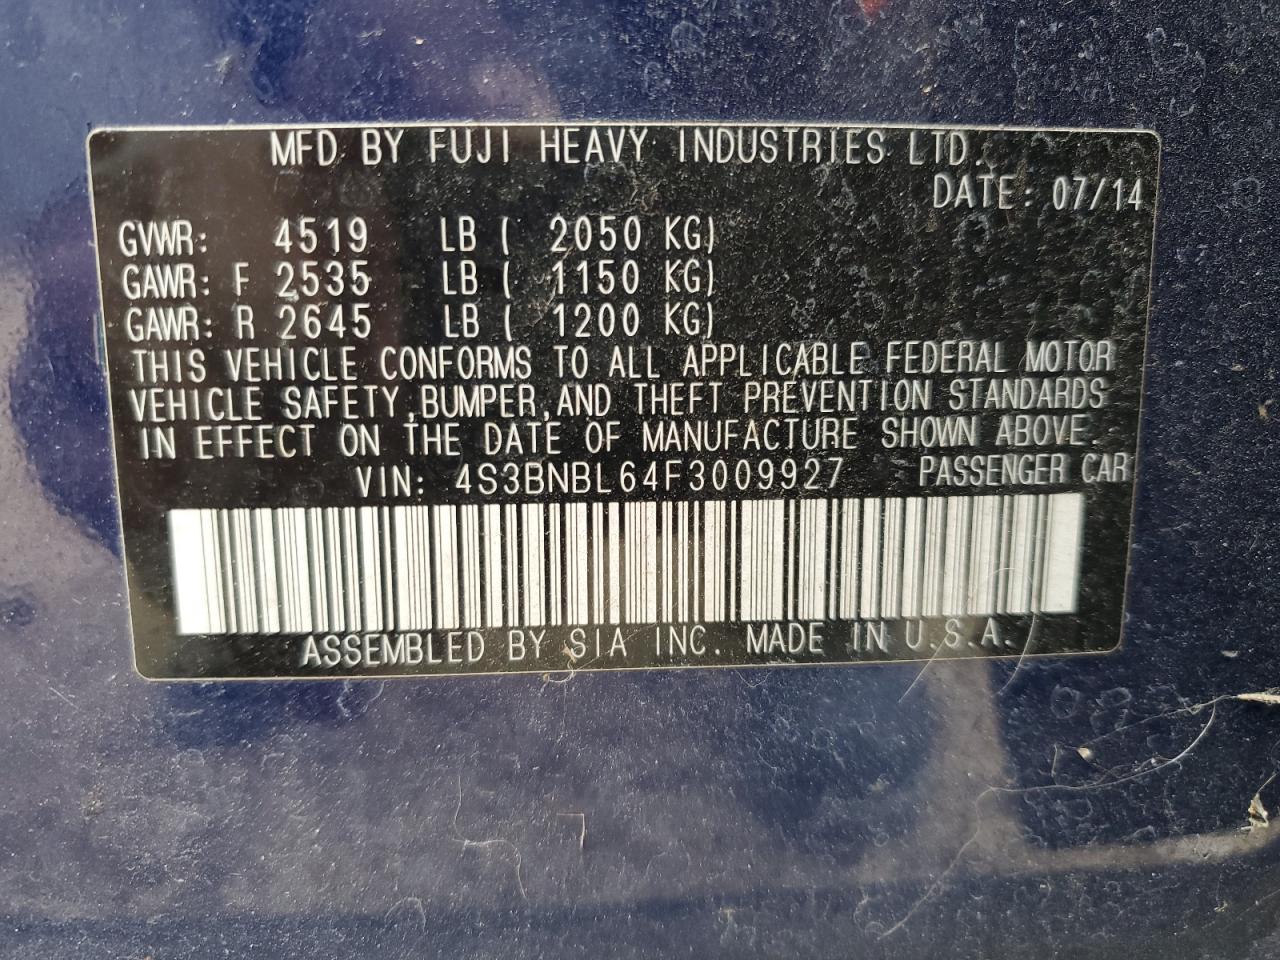 MFD. BY FUJI HEAVY INDUSTRIES LTD.
DATE: 07/14
GVWR: 4519 LB ( 2050 KG)
GAWR: F 2535 LB ( 1150 KG)
GAWR: R 2645 LB ( 1200 KG)
THIS VEHICLE CONFORMS TO ALL APPLICABLE FEDERAL MOTOR
VEHICLE SAFETY,BUMPER,AND THEFT PREVENTION STANDARDS
IN EFFECT ON THE DATE OF MANUFACTURE SHOWN ABOVE.
VIN: 4S3BNBL64F3009927 PASSENGER CAR
ASSEMBLED BY SIA INC. MADE IN U.S.A.